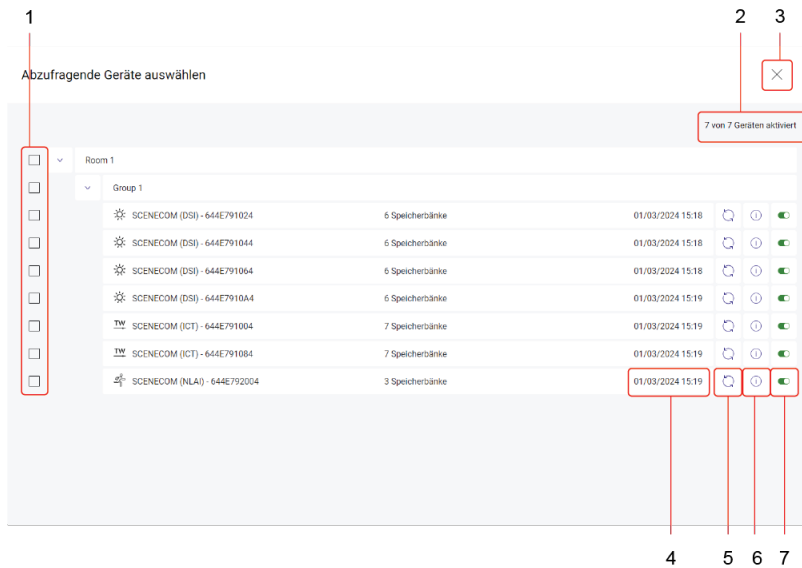 1 2 3
Abzufragende Geräte auswählen
7 von 7 Geräten aktiviert
Room 1
Group 1
SCENECOM (DSI) - 644E791024 6 Speicherbänke 01/03/2024 15:18
SCENECOM (DSI) - 644E791044 6 Speicherbänke 01/03/2024 15:18
SCENECOM (DSI) - 644E791064 6 Speicherbänke 01/03/2024 15:18
SCENECOM (DSI) - 644E7910A4 6 Speicherbänke 01/03/2024 15:19
TW SCENECOM (ICT) - 644E791004 7 Speicherbänke 01/03/2024 15:19
TW SCENECOM (ICT) - 644E791084 7 Speicherbänke 01/03/2024 15:19
SCENECOM (NLAI) - 644E792004 3 Speicherbänke 01/03/2024 15:19
4 5 6 7